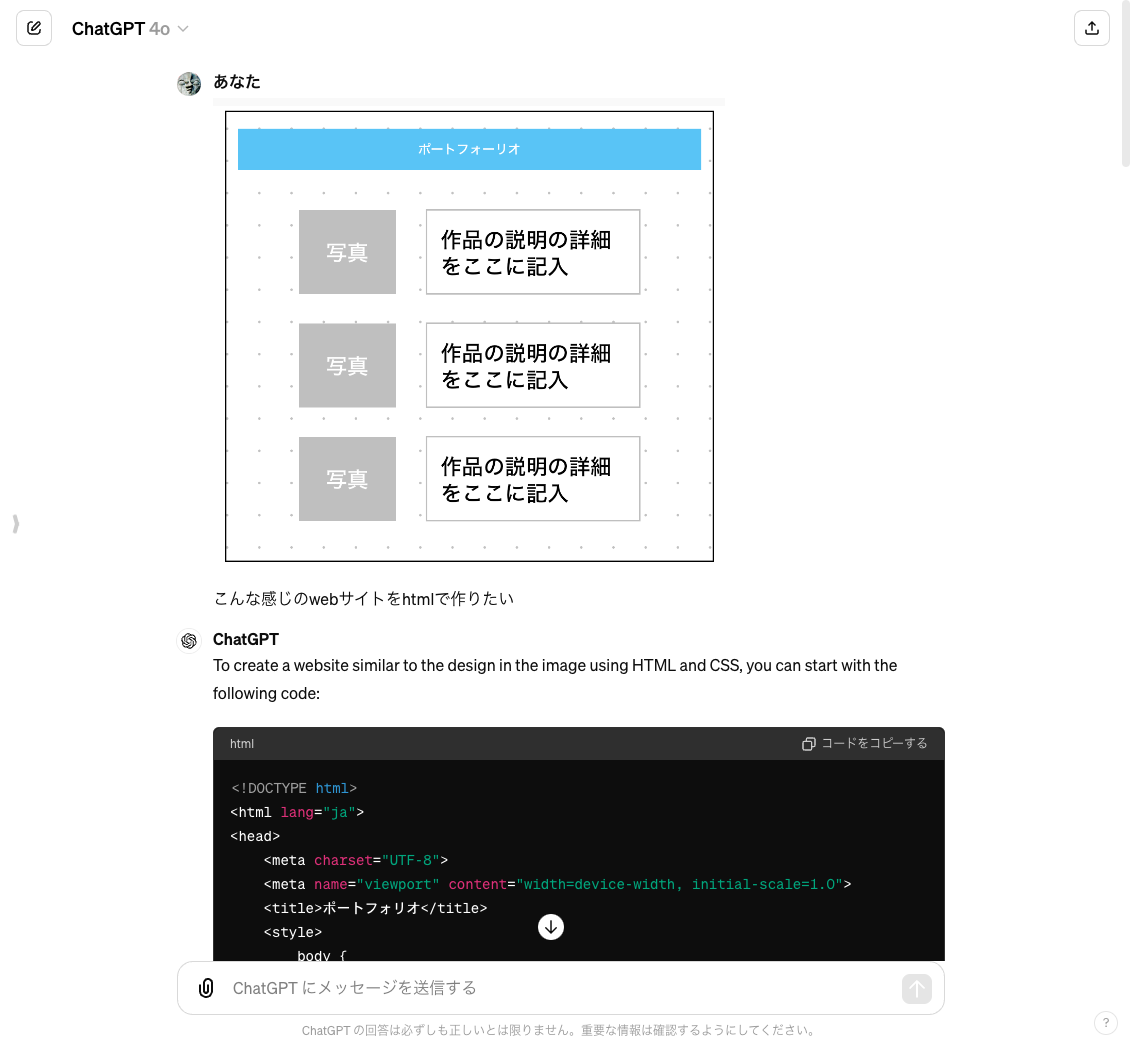 ChatGPT 4o
あなた
ポートフォーリオ
写真
作品の説明の詳細
をここに記入
写真
作品の説明の詳細
をここに記入
写真
作品の説明の詳細
をここに記入
こんな感じのwebサイトをhtmlで作りたい
ChatGPT
To create a website similar to the design in the image using HTML and CSS, you can start with the
following code:
html
コードをコピーする
<!DOCTYPE html>
<html lang="ja">
<head>
<meta charset="UTF-8">
<meta name="viewport" content="width=device-width, initial-scale=1.0">
<title>ポートフォリオ</title>
<style>
body {
ChatGPT にメッセージを送信する
ChatGPT の回答は必ずしも正しいとは限りません。重要な情報は確認するようにしてください。
?